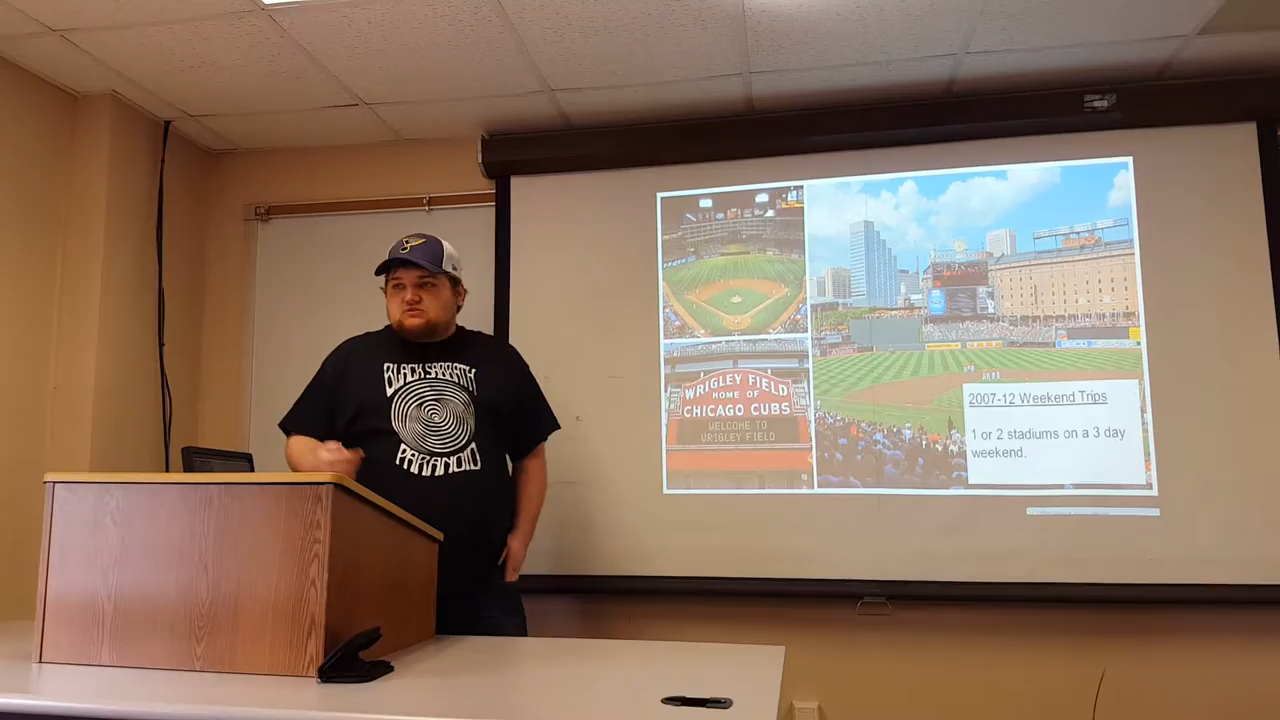 BLACK SABBATH
PARANOID
WRIGLEY FIELD
HOME OF
CHICAGO CUBS
WELCOME TO
WRIGLEY FIELD
2007-12 Weekend Trips
1 or 2 stadiums on a 3 day
weekend.